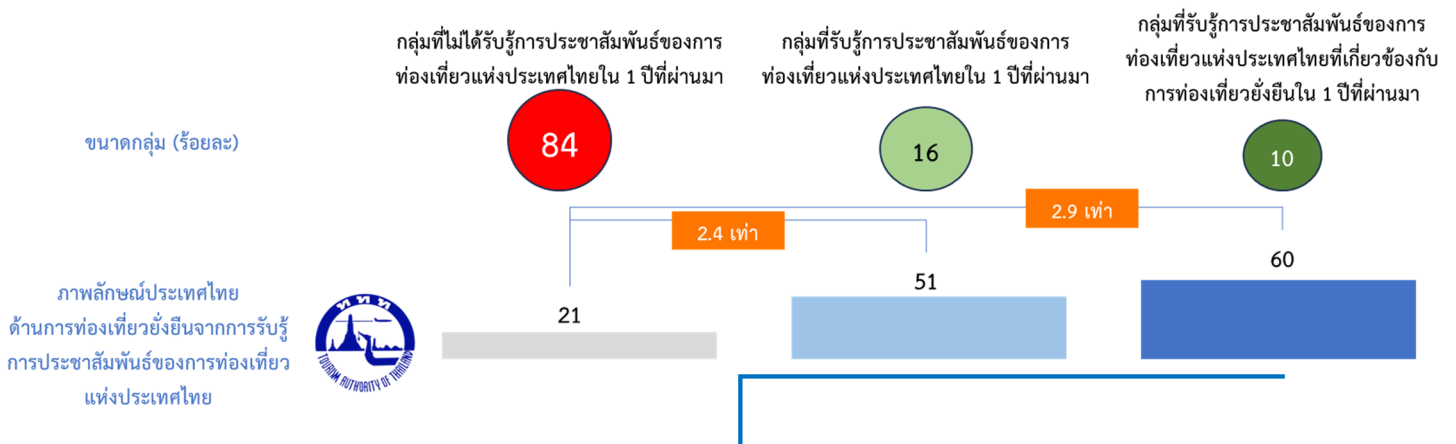 กลุ่มที่ไม่ได้รับรู้การประชาสัมพันธ์ของการ
ท่องเที่ยวแห่งประเทศไทยใน 1 ปีที่ผ่านมา
กลุ่มที่รับรู้การประชาสัมพันธ์ของการ
ท่องเที่ยวแห่งประเทศไทยใน 1 ปีที่ผ่านมา
กลุ่มที่รับรู้การประชาสัมพันธ์ของการ
ท่องเที่ยวแห่งประเทศไทยที่เกี่ยวข้องกับ
การท่องเที่ยวยั่งยืนใน 1 ปีที่ผ่านมา
ขนาดกลุ่ม (ร้อยละ)
84
16
10
2.4 เท่า
2.9 เท่า
ภาพลักษณ์ประเทศไทย
ด้านการท่องเที่ยวยั่งยืนจากการรับรู้
การประชาสัมพันธ์ของการท่องเที่ยว
แห่งประเทศไทย
ททท
TOURISM AUTHORITY OF THAILAND
21
51
60